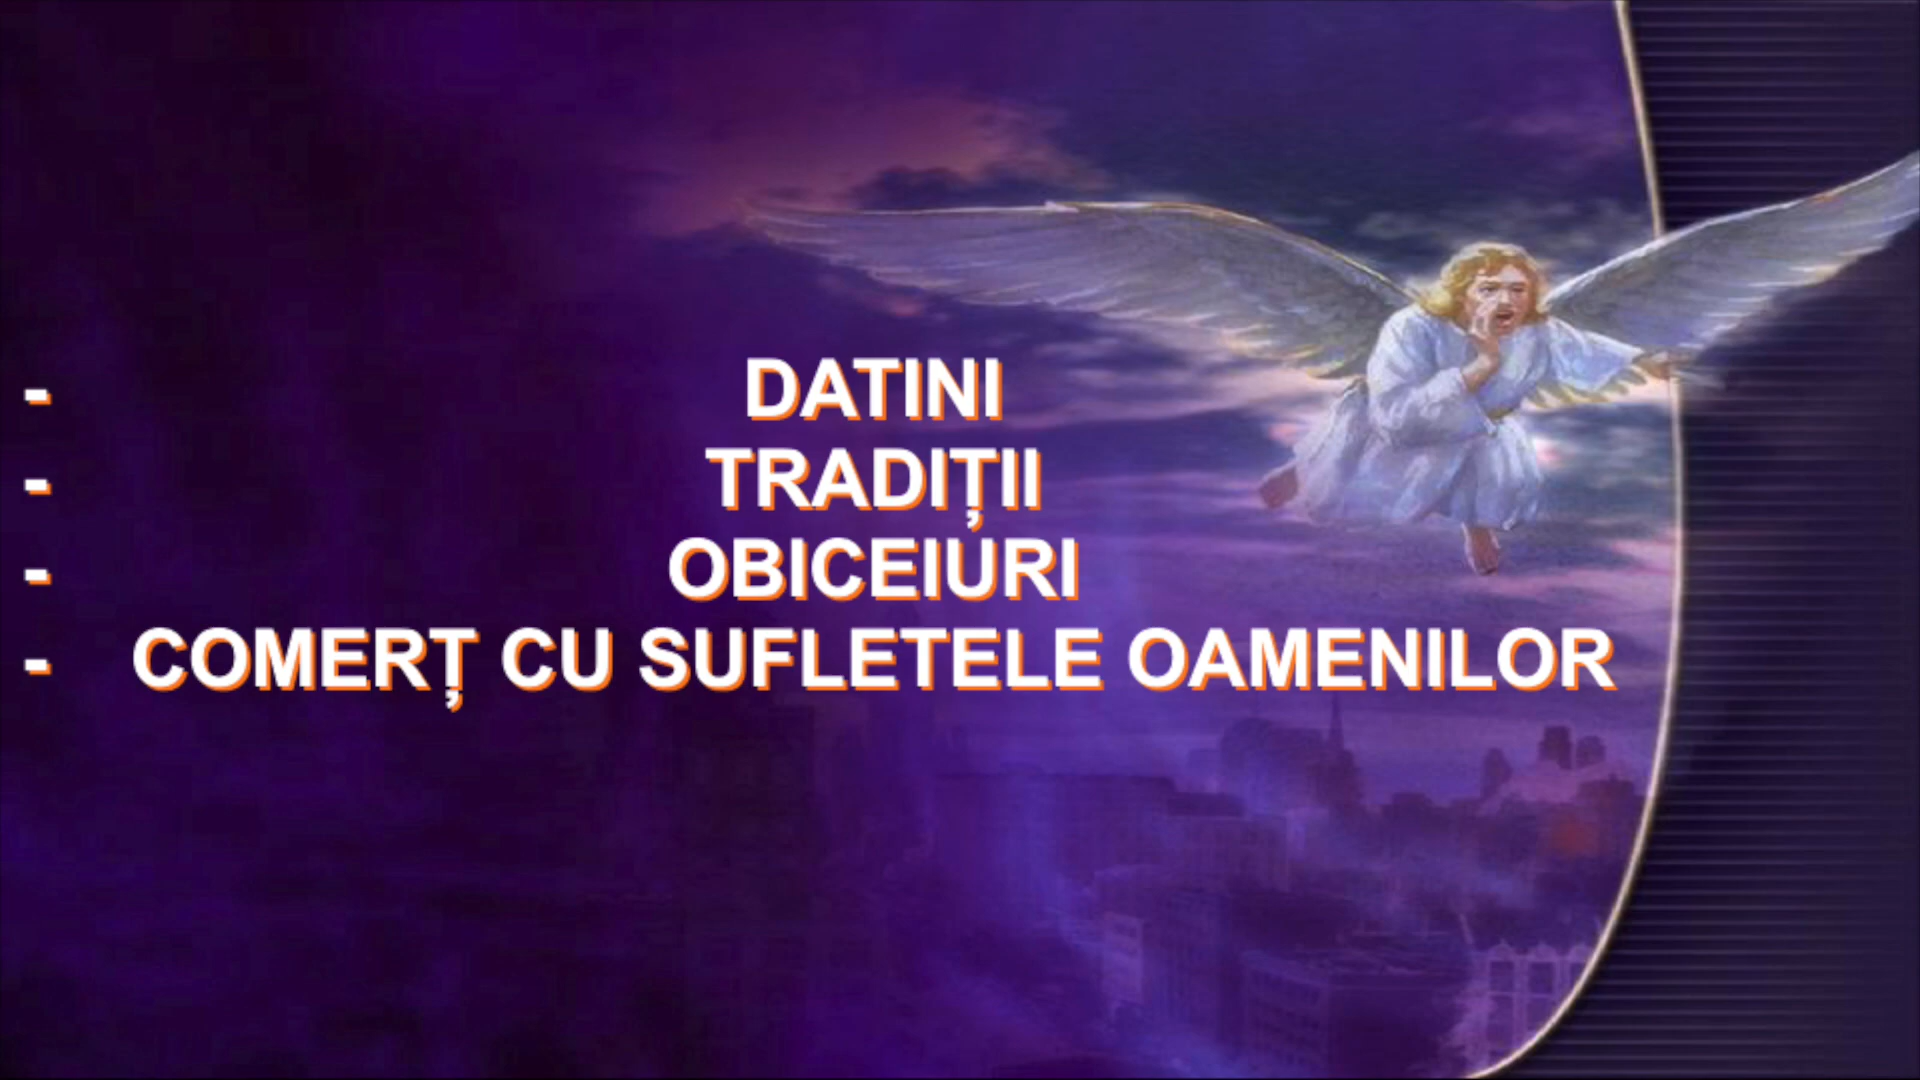 - DATINI
- TRADIȚII
- OBICEIURI
- COMERȚ CU SUFLETELE OAMENILOR